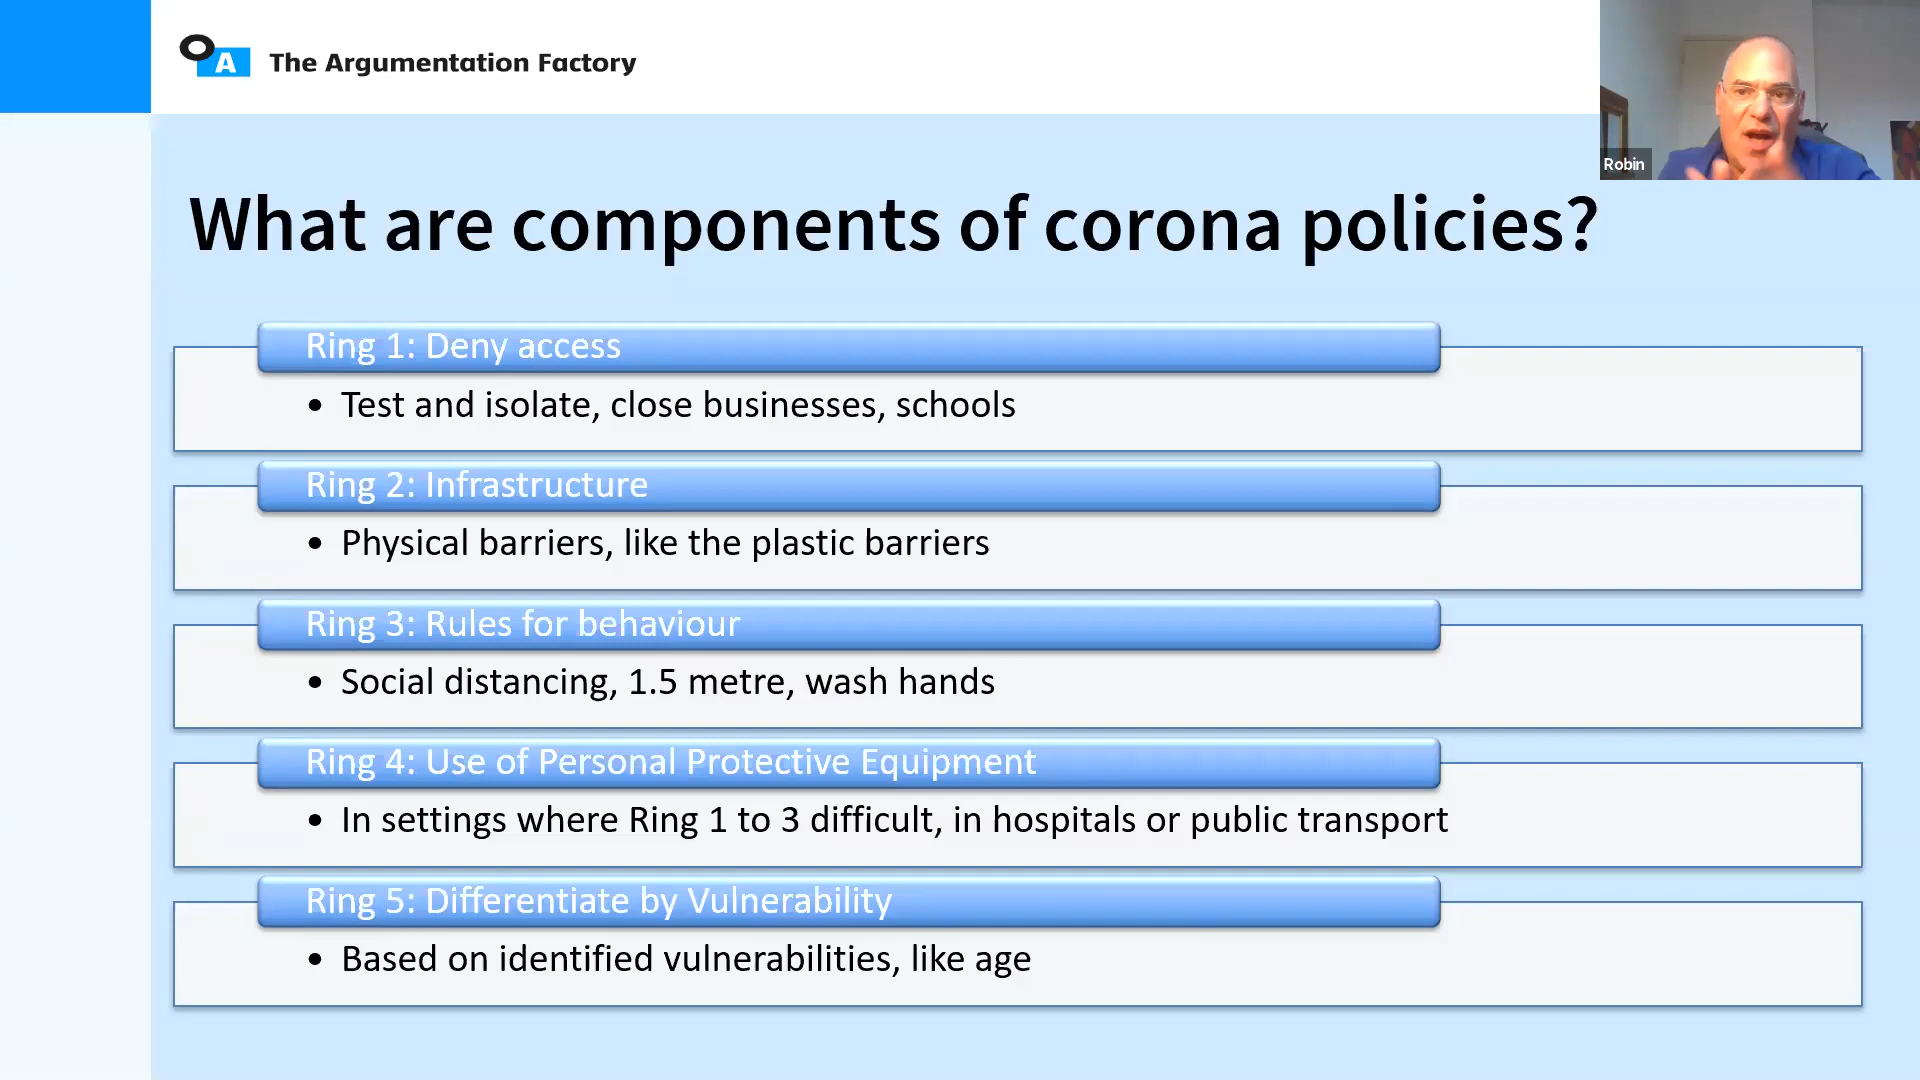 OA The Argumentation Factory
Robin
What are components of corona policies?
Ring 1: Deny access
• Test and isolate, close businesses, schools
Ring 2: Infrastructure
• Physical barriers, like the plastic barriers
Ring 3: Rules for behaviour
• Social distancing, 1.5 metre, wash hands
Ring 4: Use of Personal Protective Equipment
• In settings where Ring 1 to 3 difficult, in hospitals or public transport
Ring 5: Differentiate by Vulnerability
• Based on identified vulnerabilities, like age